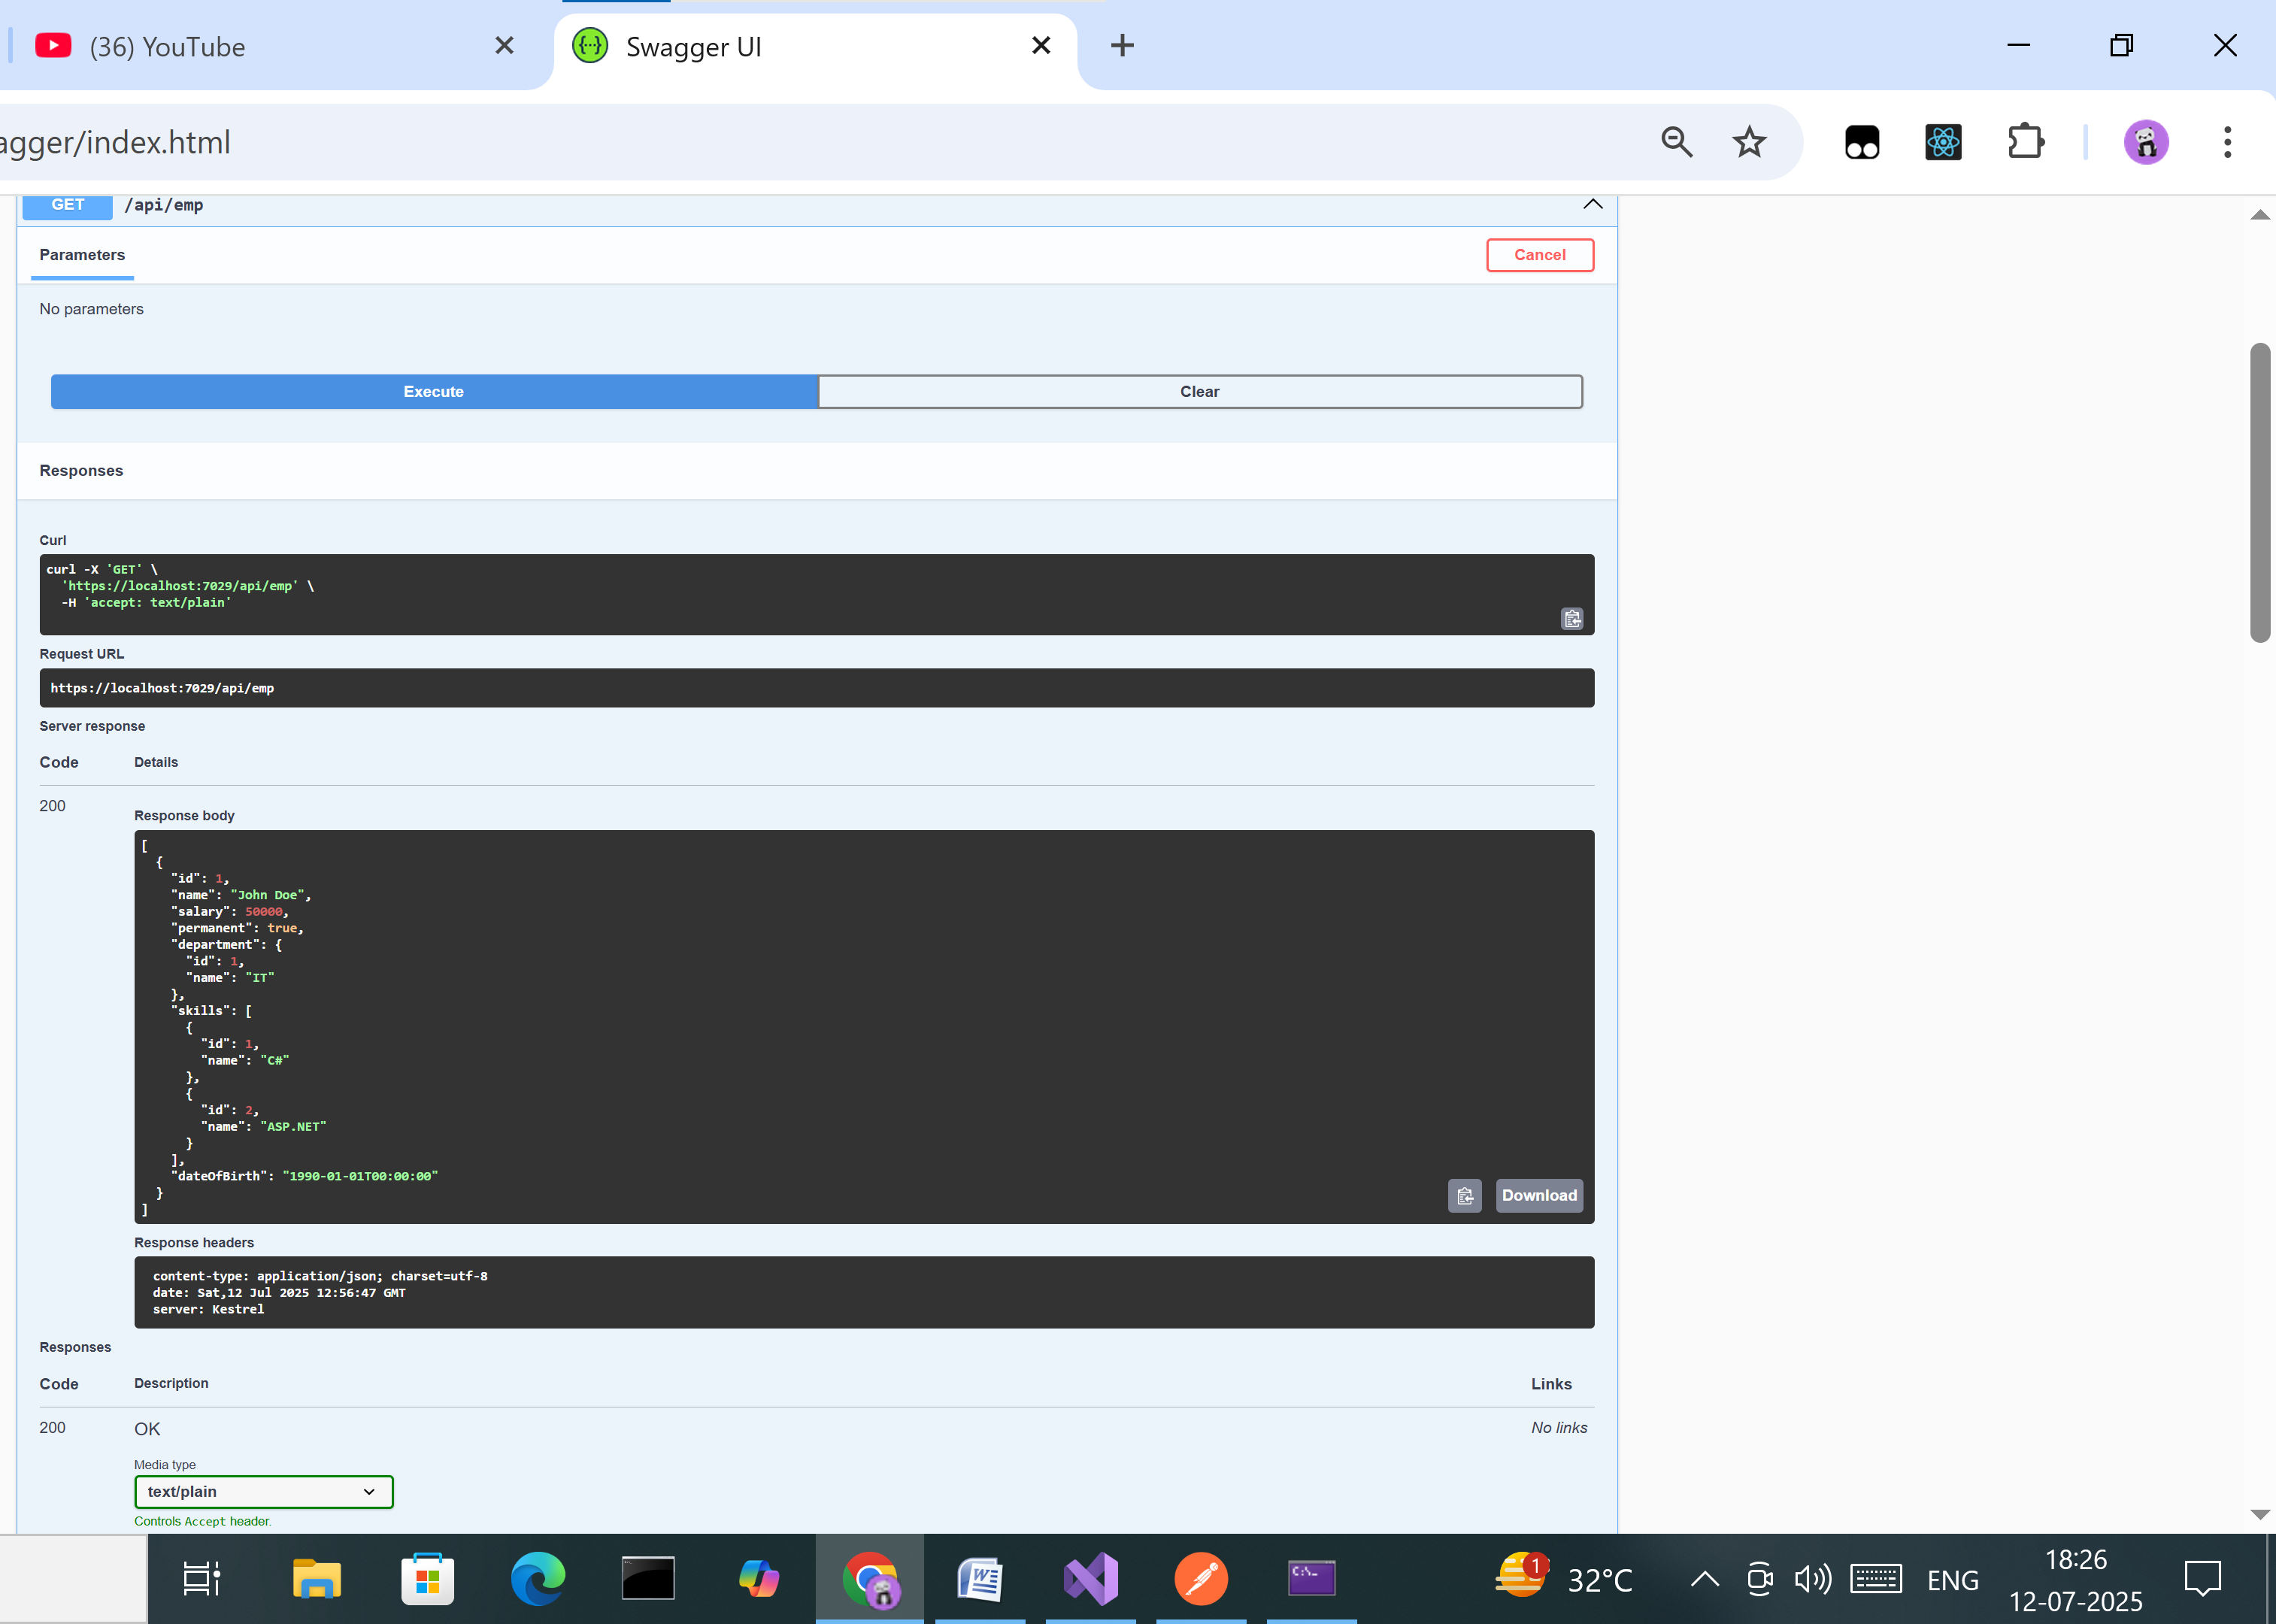 (36) YouTube
Swagger UI
agger/index.html
GET /api/emp
Parameters
Cancel
No parameters
Execute
Clear
Responses
Curl
curl -X 'GET' \
  'https://localhost:7029/api/emp' \
  -H 'accept: text/plain'
Request URL
https://localhost:7029/api/emp
Server response
Code Details
200
Response body
[
  {
    "id": 1,
    "name": "John Doe",
    "salary": 50000,
    "permanent": true,
    "department": {
      "id": 1,
      "name": "IT"
    },
    "skills": [
      {
        "id": 1,
        "name": "C#"
      },
      {
        "id": 2,
        "name": "ASP.NET"
      }
    ],
    "dateOfBirth": "1990-01-01T00:00:00"
  }
]
Download
Response headers
content-type: application/json; charset=utf-8
date: Sat,12 Jul 2025 12:56:47 GMT
server: Kestrel
Responses
Code Description Links
200 OK No links
Media type
text/plain
Controls Accept header.
1
32°C
ENG
18:26
12-07-2025